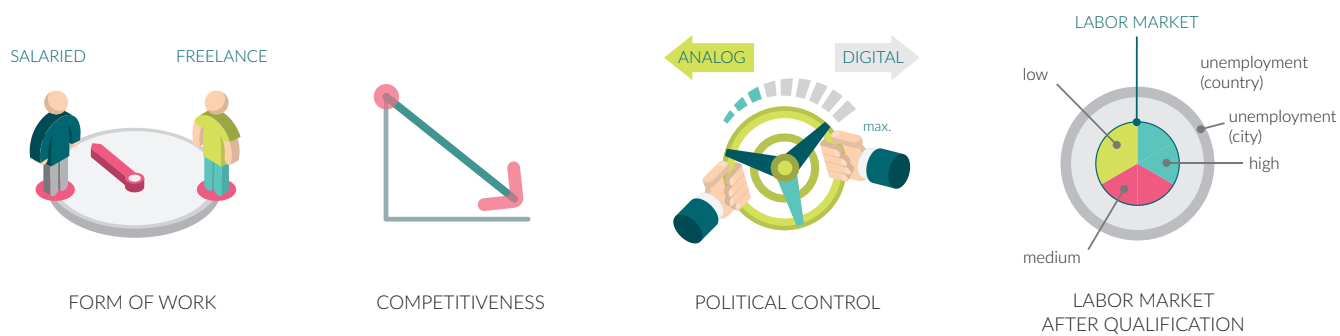 SALARIED
FREELANCE
FORM OF WORK
COMPETITIVENESS
ANALOG
DIGITAL
max.
POLITICAL CONTROL
LABOR MARKET
low
unemployment
(country)
unemployment
(city)
high
medium
LABOR MARKET
AFTER QUALIFICATION